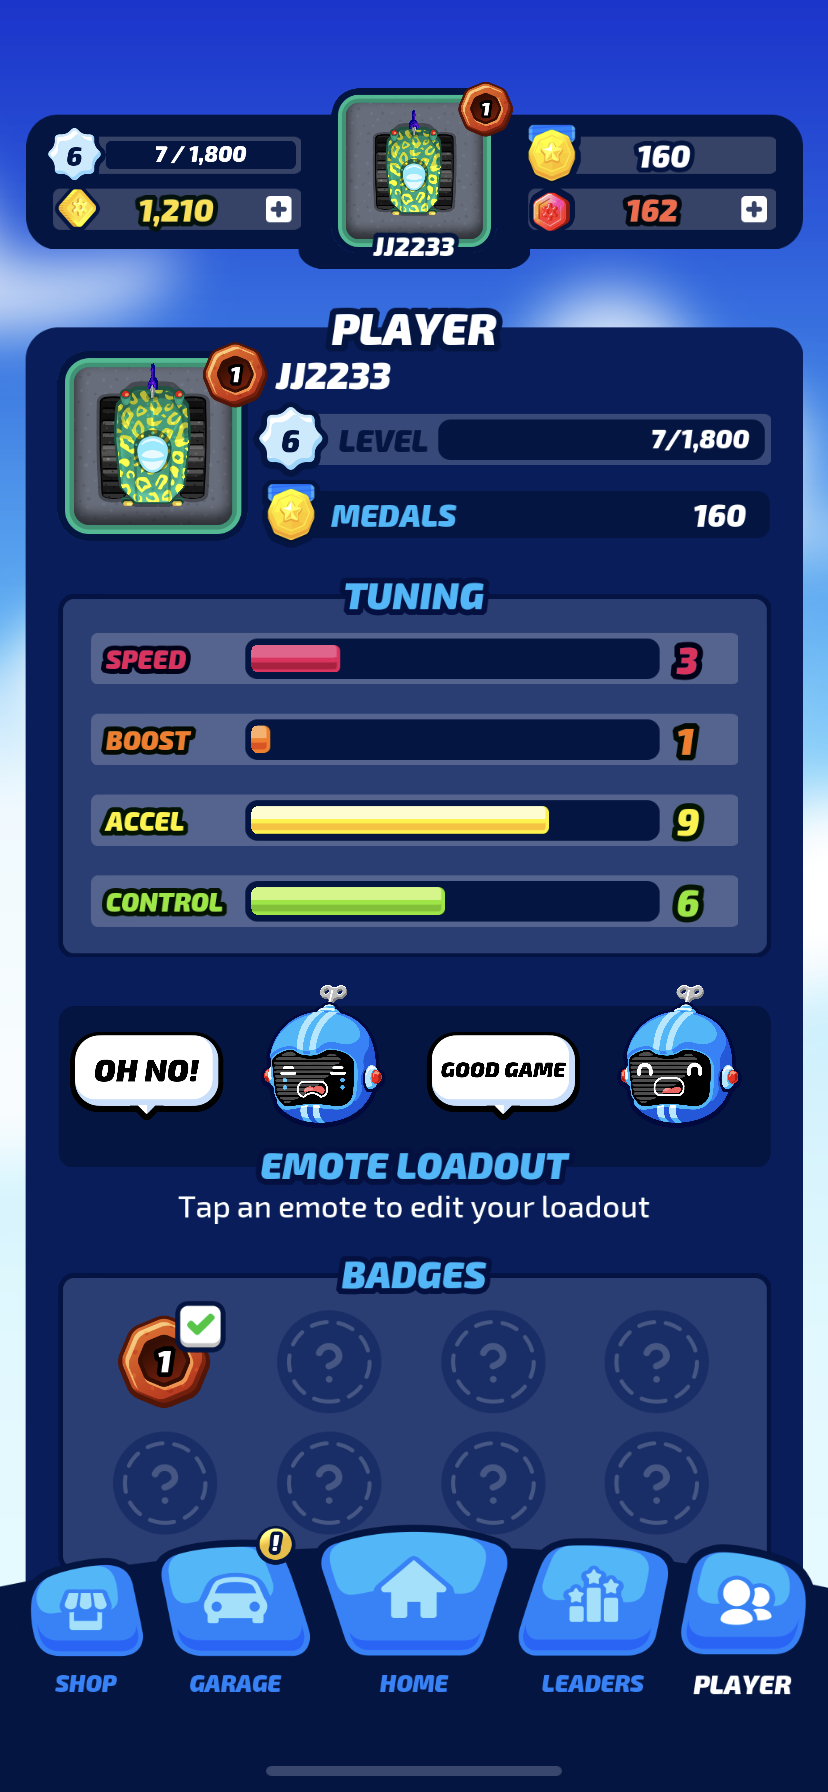 6
7 / 1,800
1
160
1,210
+
162
+
JJ2233
PLAYER
1
JJ2233
6
LEVEL
7/1,800
MEDALS
160
TUNING
SPEED
3
BOOST
1
ACCEL
9
CONTROL
6
OH NO!
GOOD GAME
EMOTE LOADOUT
Tap an emote to edit your loadout
BADGES
1
? ? ?
? ? ? ?
!
SHOP
GARAGE
HOME
LEADERS
PLAYER